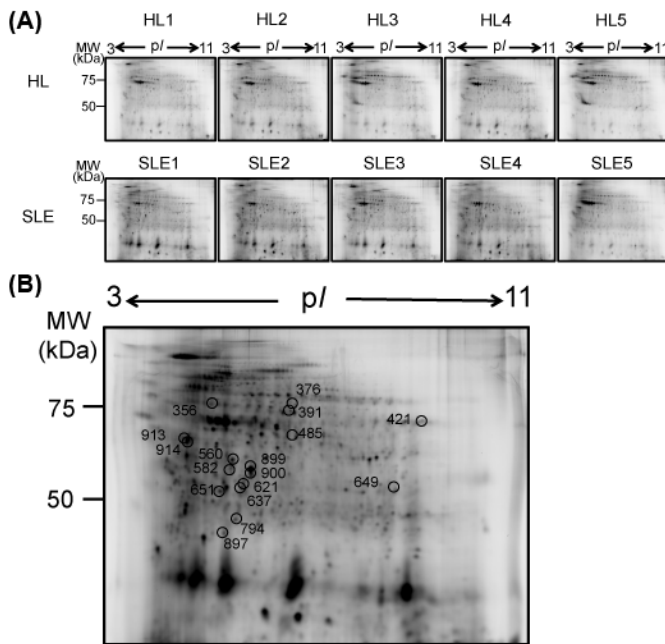 (A)
HL1 HL2 HL3 HL4 HL5
MW 3 pI 11 3 pI 11 3 pI 11 3 pI 11 3 pI 11 MW
(kDa)
HL 75
50
SLE1 SLE2 SLE3 SLE4 SLE5
MW
(kDa)
75
SLE 50
(B)
3 pI 11
MW
(kDa)
75
50
376
356 391 421
913 485
914 560 899
582 900
651 621 649
637
794
897